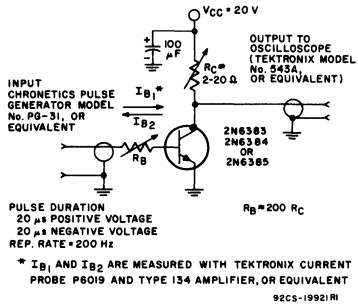 VCC = 20 V
+
100
μF
RC*
2-20 Ω
OUTPUT TO
OSCILLOSCOPE
(TEKTRONIX MODEL
No. 543A,
OR EQUIVALENT)
INPUT
CHRONETICS PULSE
GENERATOR MODEL
No. PG-31, OR
EQUIVALENT
IB1*
IB2
RB
2N6383
2N6384
OR
2N6385
PULSE DURATION
20 μs POSITIVE VOLTAGE
20 μs NEGATIVE VOLTAGE
REP. RATE = 200 Hz
RB≈200 RC
* IB1 AND IB2 ARE MEASURED WITH TEKTRONIX CURRENT
PROBE P6019 AND TYPE 134 AMPLIFIER, OR EQUIVALENT
92CS-19921R1